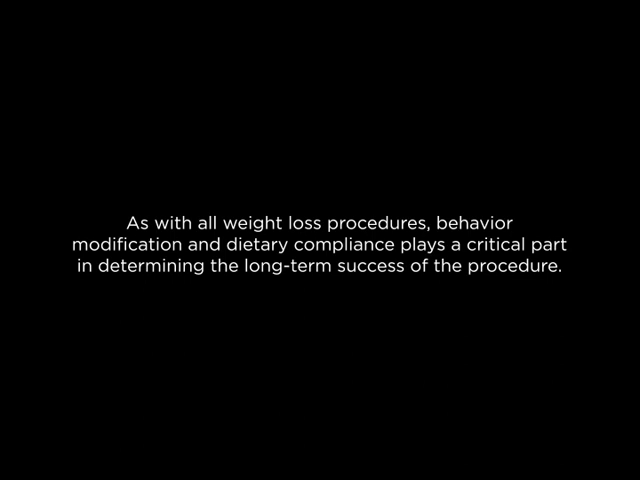 As with all weight loss procedures, behavior
modification and dietary compliance plays a critical part
in determining the long-term success of the procedure.